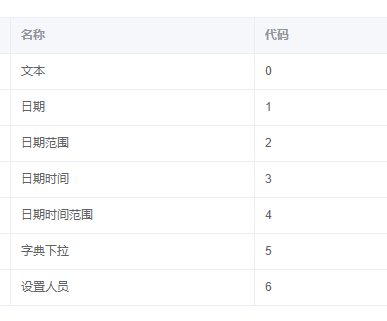 名称 代码
文本 0
日期 1
日期范围 2
日期时间 3
日期时间范围 4
字典下拉 5
设置人员 6